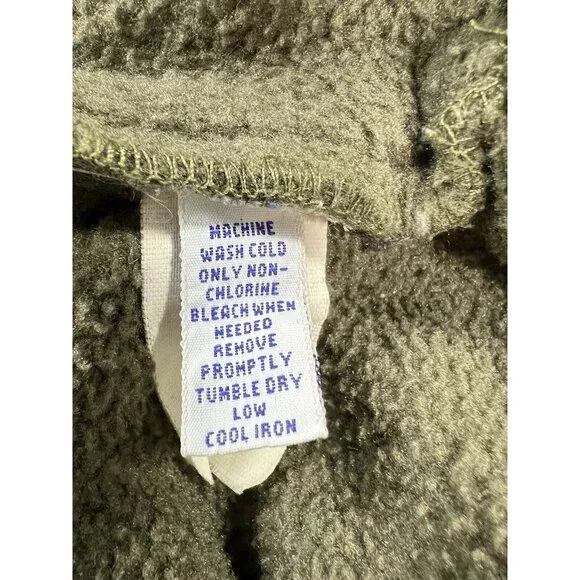 MACHINE
WASH COLD
ONLY NON-
CHLORINE
BLEACH WHEN
NEEDED
REMOVE
PROMPTLY
TUMBLE DRY
LOW
COOL IRON